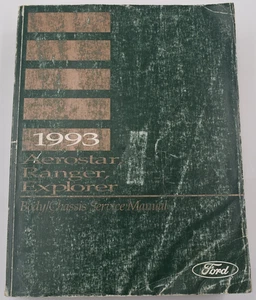 1993
Aerostar
Ranger
Explorer
Body/Chassis Service Manual
Ford